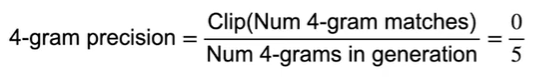 4-gram precision = Clip(Num 4-gram matches) / Num 4-grams in generation = 0 / 5